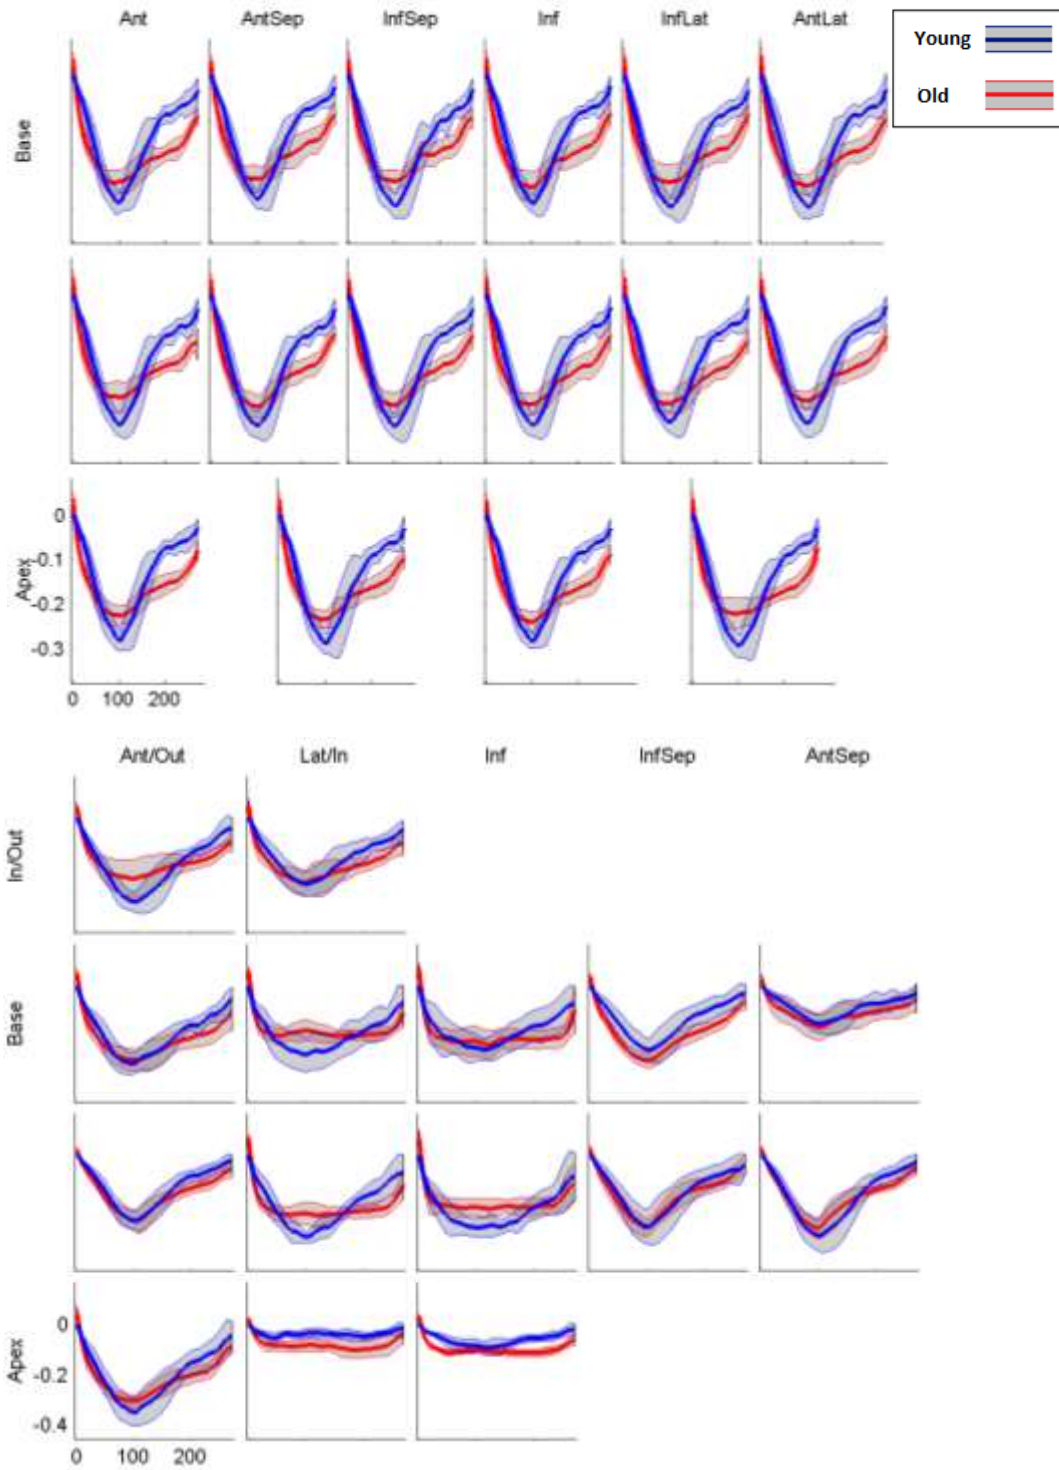 Ant AntSep InfSep Inf InfLat AntLat
Young
Old
Base
0
-0.1
Apex
-0.2
-0.3
0 100 200
Ant/Out Lat/In Inf InfSep AntSep
In/Out
Base
0
Apex
-0.2
-0.4
0 100 200